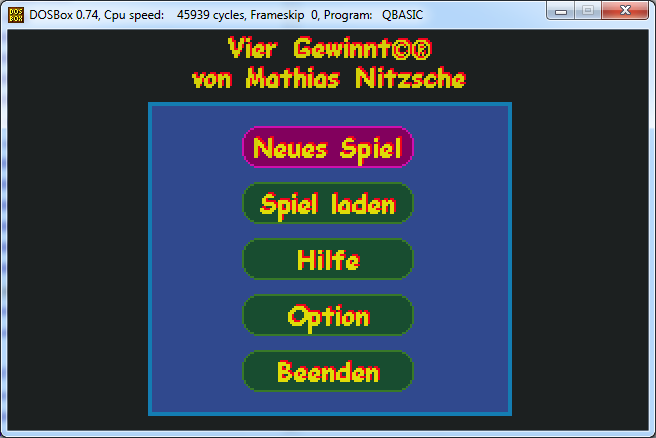 DOSBox 0.74, Cpu speed: 45939 cycles, Frameskip 0, Program: QBASIC
Vier Gewinnt©®
von Mathias Nitzsche
Neues Spiel
Spiel laden
Hilfe
Option
Beenden